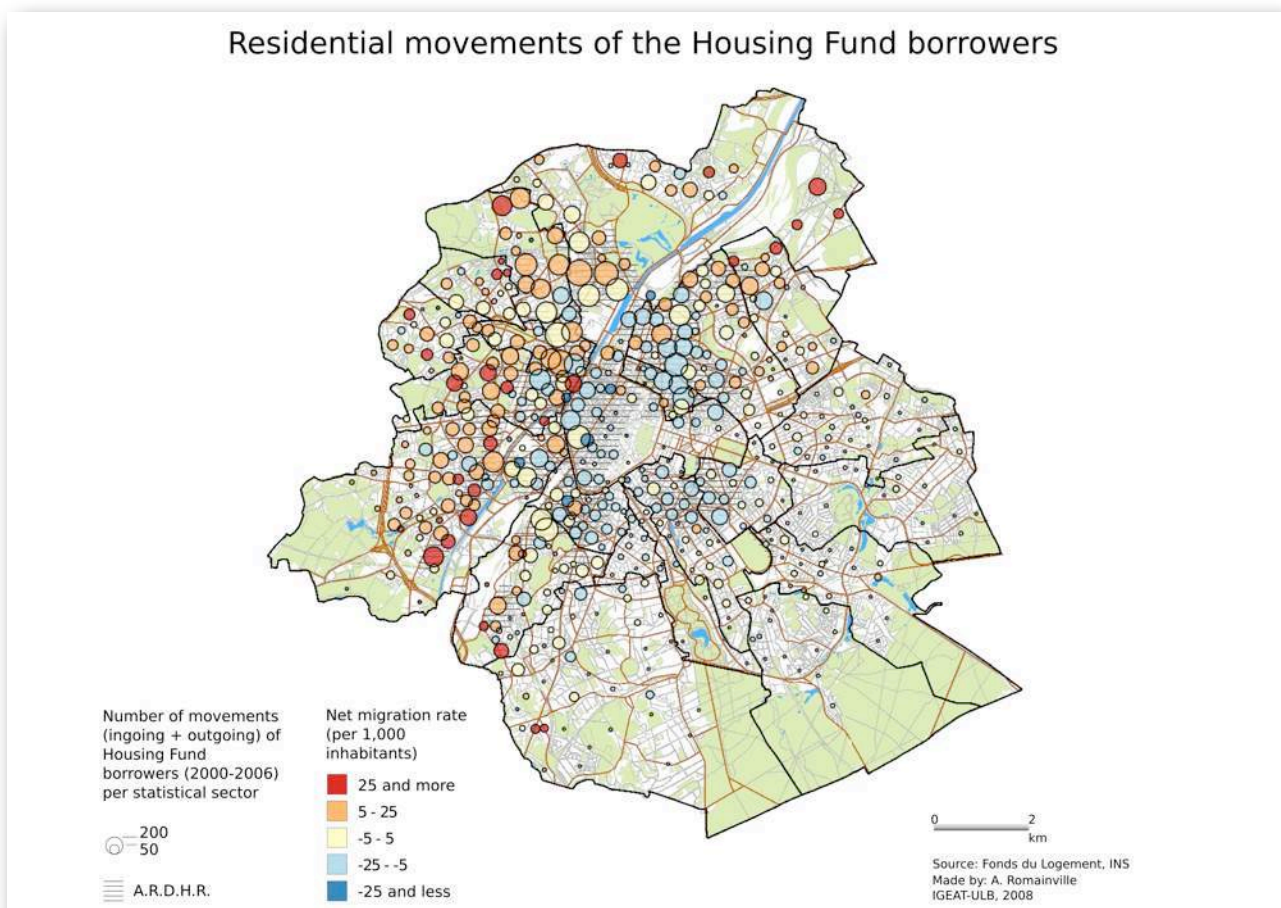 Residential movements of the Housing Fund borrowers
Number of movements
(ingoing + outgoing) of
Housing Fund
borrowers (2000-2006)
per statistical sector
200
50
A.R.D.H.R.
Net migration rate
(per 1,000
inhabitants)
25 and more
5 - 25
-5 - 5
-25 - -5
-25 and less
0 2
km
Source: Fonds du Logement, INS
Made by: A. Romainville
IGEAT-ULB, 2008